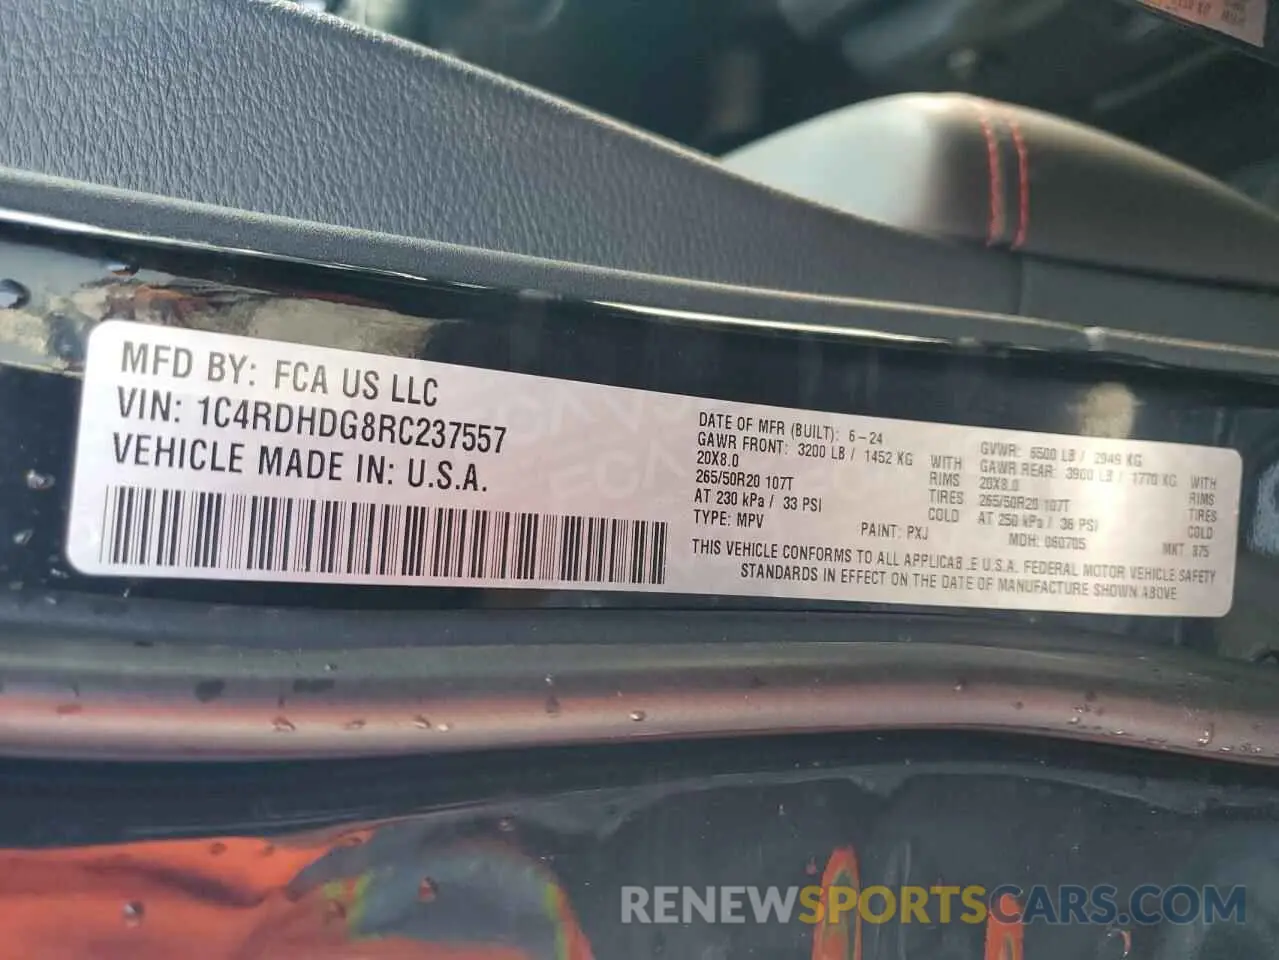 MFD BY: FCA US LLC
VIN: 1C4RDHDG8RC237557
VEHICLE MADE IN: U.S.A.
DATE OF MFR (BUILT): 6-24
GAWR FRONT: 3200 LB / 1452 KG WITH
20X8.0 RIMS
265/50R20 107T TIRES
AT 230 kPa / 33 PSI COLD
TYPE: MPV PAINT: PXJ
GVWR: 6500 LB / 2949 KG
GAWR REAR: 3900 LB / 1770 KG WITH
20X8.0 RIMS
265/50R20 107T TIRES
AT 250 kPa / 36 PSI COLD
MDH: 060705 MKT 875
THIS VEHICLE CONFORMS TO ALL APPLICABLE U.S.A. FEDERAL MOTOR VEHICLE SAFETY
STANDARDS IN EFFECT ON THE DATE OF MANUFACTURE SHOWN ABOVE
RENEWSPORTSCARS.COM